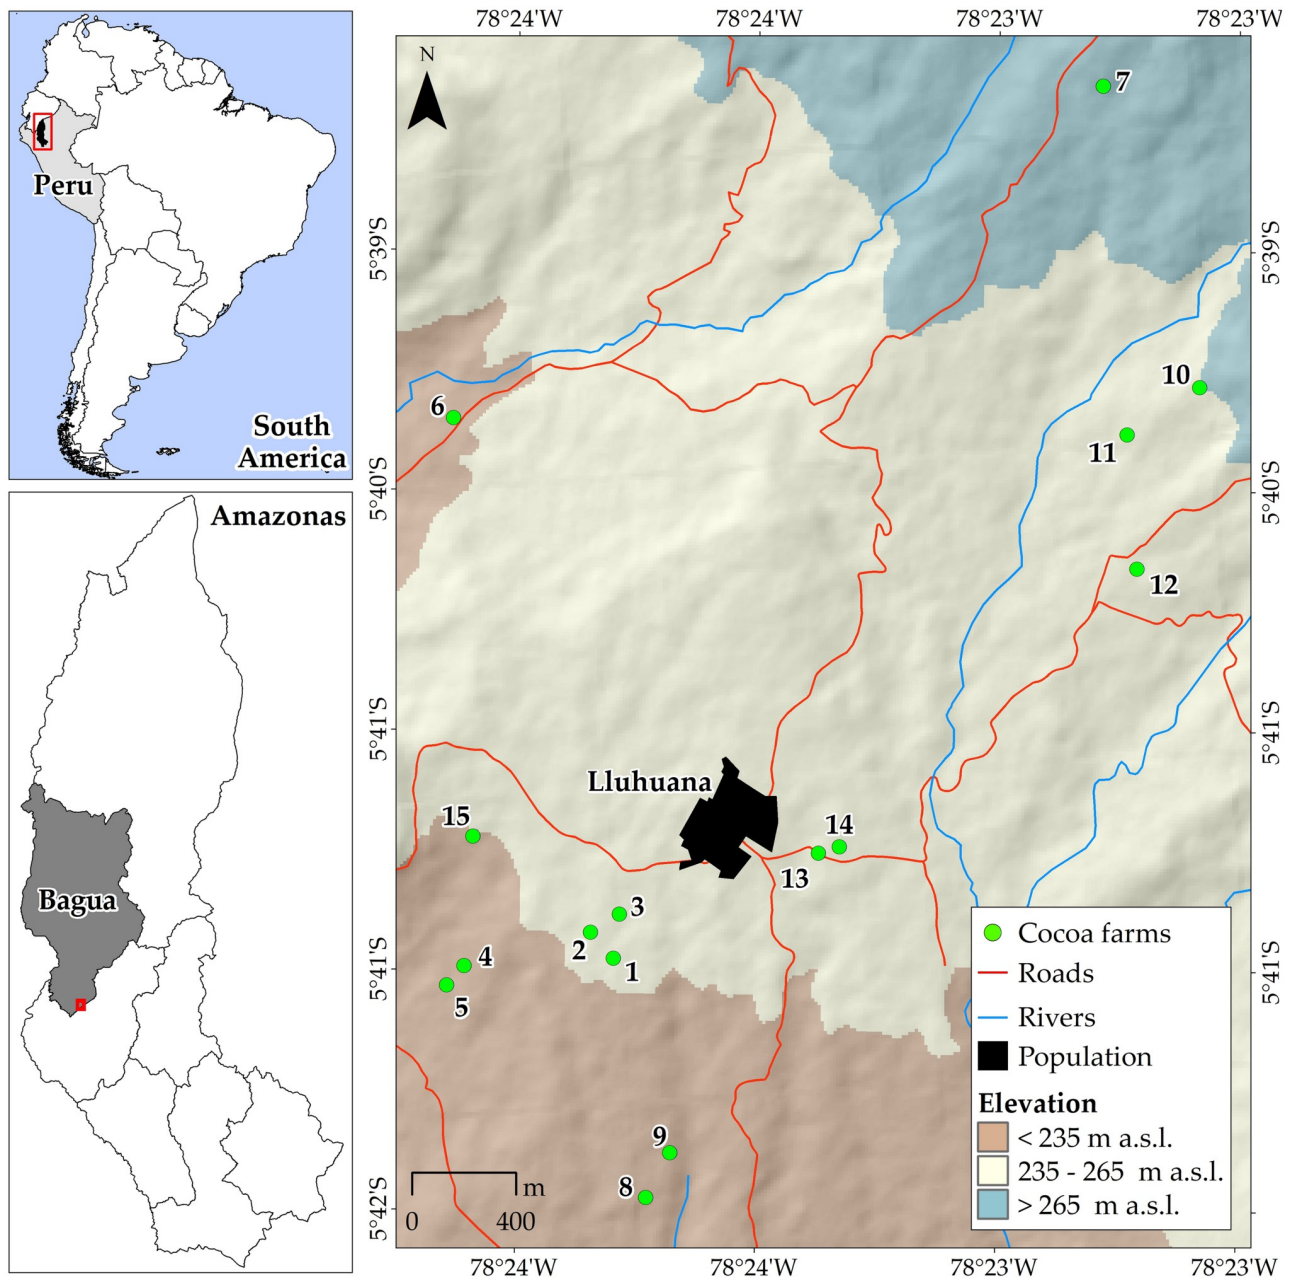 Peru
South
America
Amazonas
Bagua
78°24'W
78°24'W
78°23'W
78°23'W
N
7
5°39'S
5°39'S
10
6
11
5°40'S
5°40'S
12
5°41'S
5°41'S
Lluhuana
15
14
13
3
2
1
4
5
5°41'S
5°41'S
9
8
5°42'S
m
0
400
Cocoa farms
Roads
Rivers
Population
Elevation
< 235 m a.s.l.
235 - 265 m a.s.l.
> 265 m a.s.l.
78°24'W
78°24'W
78°23'W
78°23'W